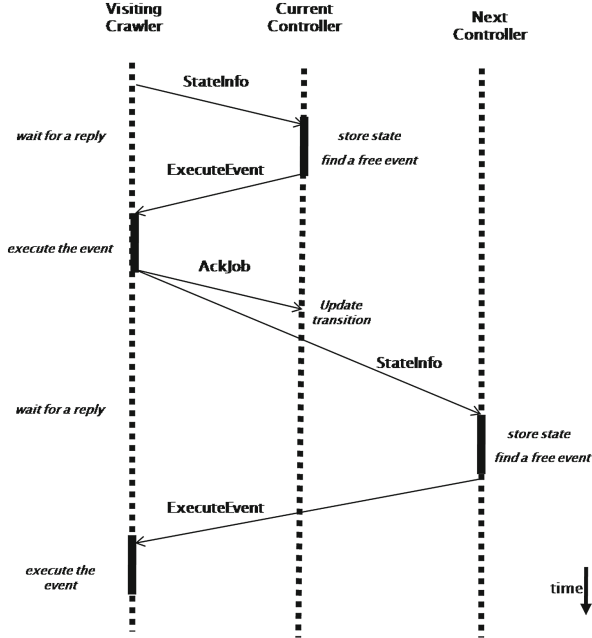 Visiting
Crawler
Current
Controller
Next
Controller
StateInfo
wait for a reply
store state
find a free event
ExecuteEvent
execute the event
AckJob
Update
transition
StateInfo
wait for a reply
store state
find a free event
ExecuteEvent
execute the
event
time